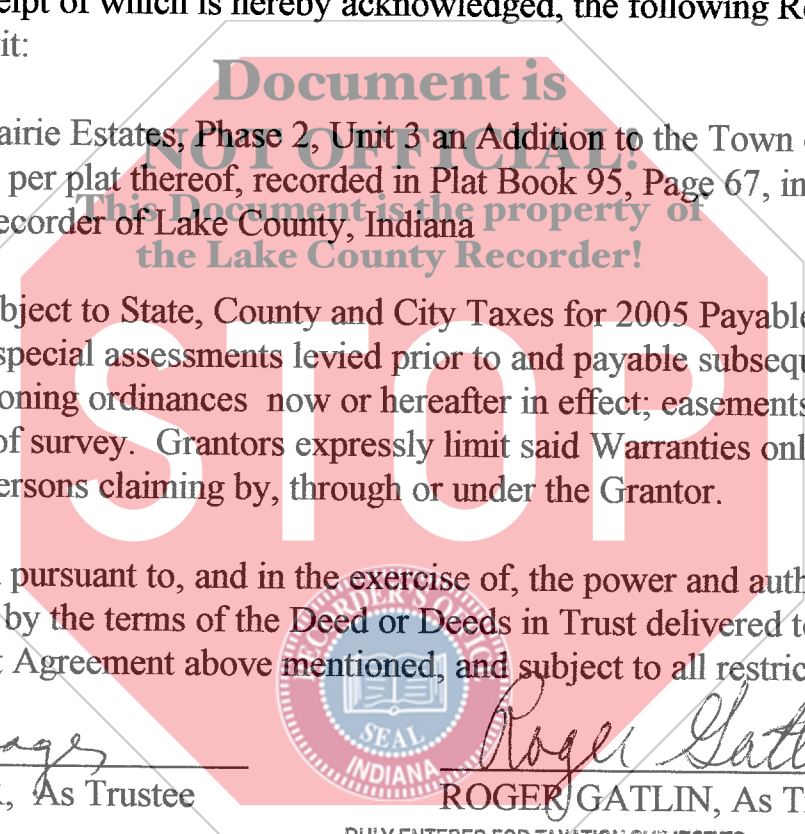 eipt of which is hereby acknowledged, the following Re
it:
Document is
airie Estates, Phase 2, Unit 3 an Addition to the Town
NOT OFFICIAL!
per plat thereof, recorded in Plat Book 95, Page 67, in
This Document is the property of
ecorder of Lake County, Indiana
the Lake County Recorder!
bject to State, County and City Taxes for 2005 Payable
special assessments levied prior to and payable subsequ
oning ordinances now or hereafter in effect; easements
of survey. Grantors expressly limit said Warranties onl
ersons claiming by, through or under the Grantor.
STOP
pursuant to, and in the exercise of, the power and auth
by the terms of the Deed or Deeds in Trust delivered to
t Agreement above mentioned, and subject to all restric
RECORDER'S OFFICE
SEAL
INDIANA
Roger Gatl
, As Trustee
ROGER GATLIN, As T
DULY ENTERED FOR TAXATION SUBJECT TO